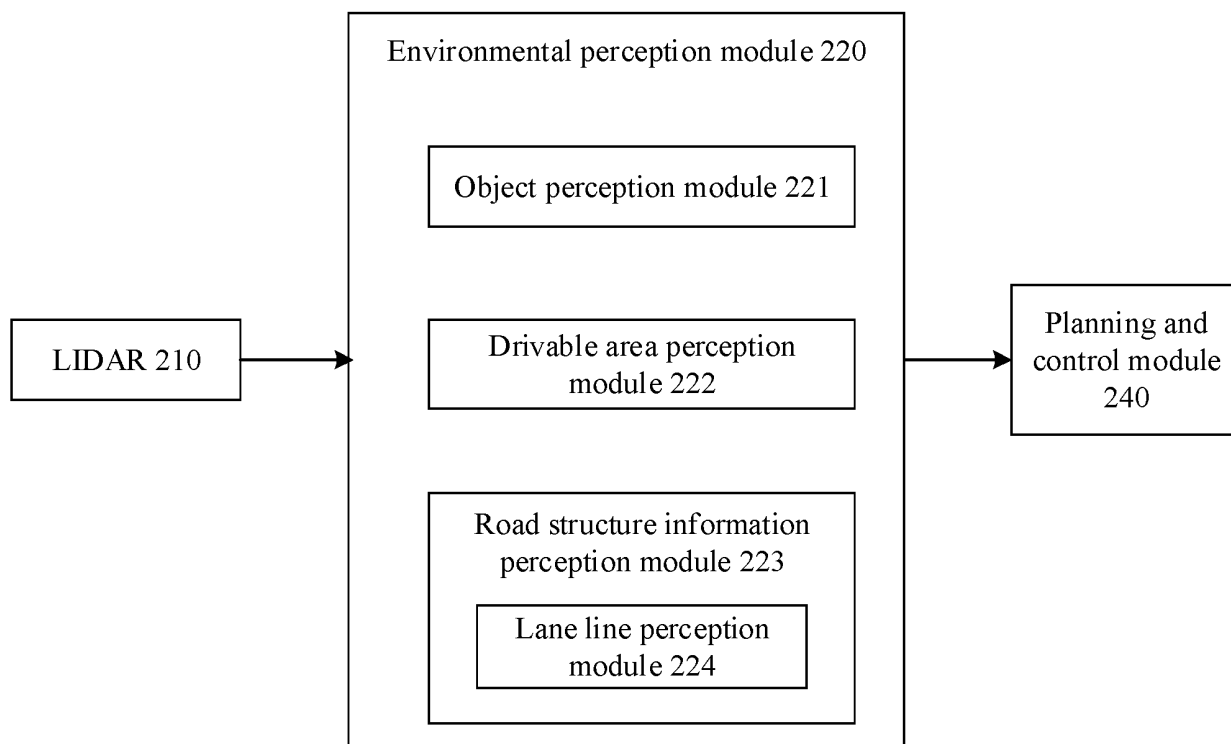 Environmental perception module 220
Object perception module 221
LIDAR 210
Drivable area perception
module 222
Planning and
control module
240
Road structure information
perception module 223
Lane line perception
module 224